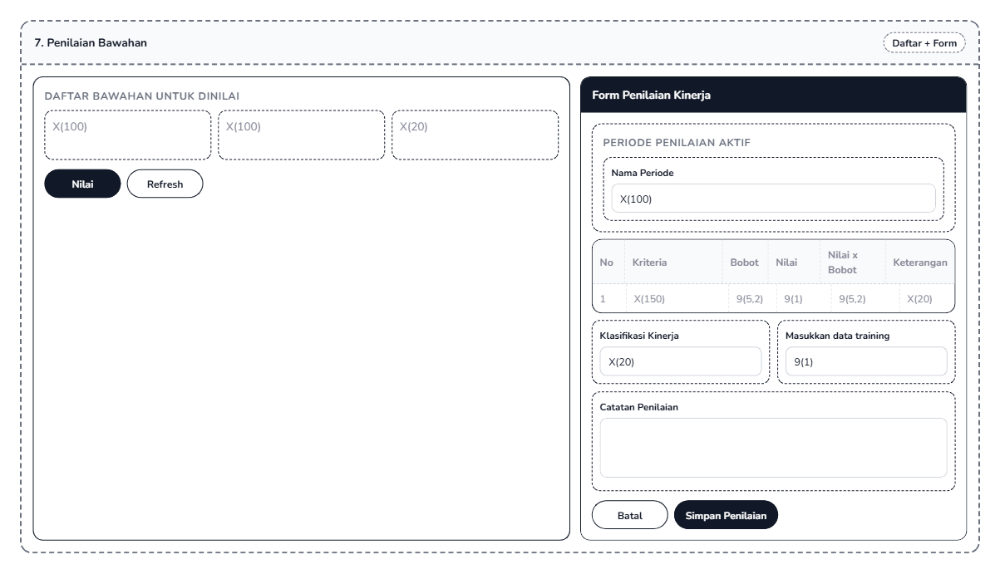 7. Penilaian Bawahan
Daftar + Form
DAFTAR BAWAHAN UNTUK DINILAI
X(100)
X(100)
X(20)
Nilai
Refresh
Form Penilaian Kinerja
PERIODE PENILAIAN AKTIF
Nama Periode
X(100)
No Kriteria Bobot Nilai Nilai x Bobot Keterangan
1 X(150) 9(5,2) 9(1) 9(5,2) X(20)
Klasifikasi Kinerja
X(20)
Masukkan data training
9(1)
Catatan Penilaian
Batal
Simpan Penilaian